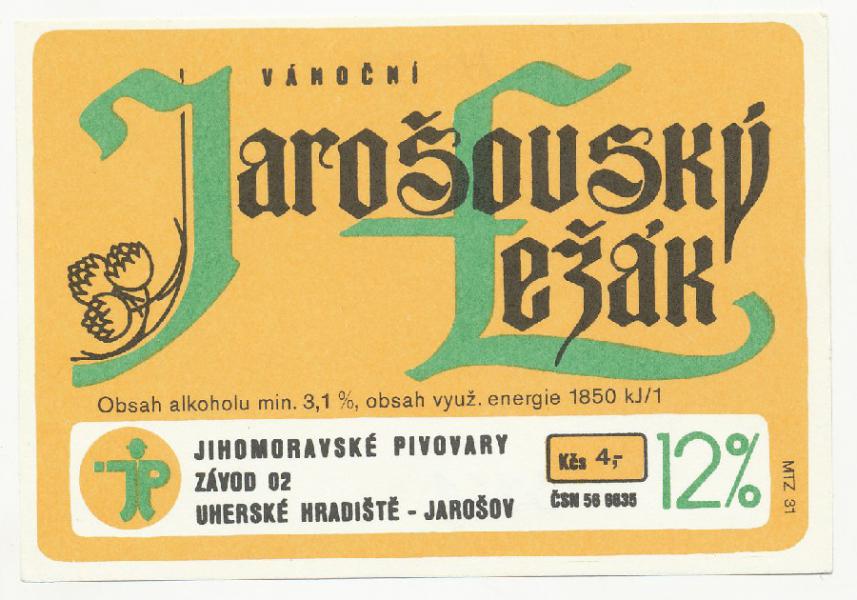 VÁNOČNÍ
Jarošovský
Ležák
Obsah alkoholu min. 3,1 %, obsah využ. energie 1850 kJ/1
JIHOMORAVSKÉ PIVOVARY
ZÁVOD 02
UHERSKÉ HRADIŠTĚ - JAROŠOV
JP
Kčs 4,-
ČSN 56 6635
12%
MTZ 31